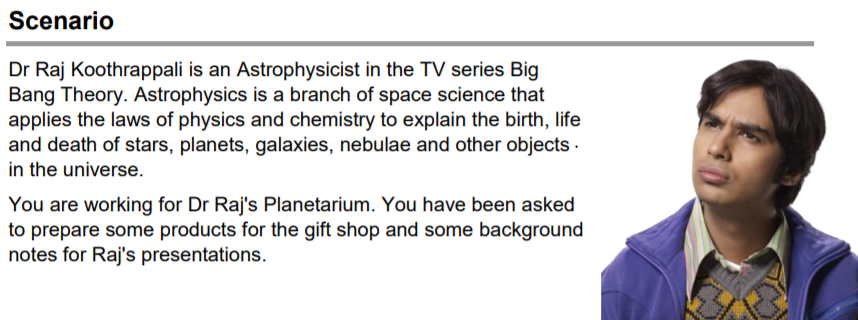 Scenario
Dr Raj Koothrappali is an Astrophysicist in the TV series Big
Bang Theory. Astrophysics is a branch of space science that
applies the laws of physics and chemistry to explain the birth, life
and death of stars, planets, galaxies, nebulae and other objects
in the universe.
You are working for Dr Raj's Planetarium. You have been asked
to prepare some products for the gift shop and some background
notes for Raj's presentations.